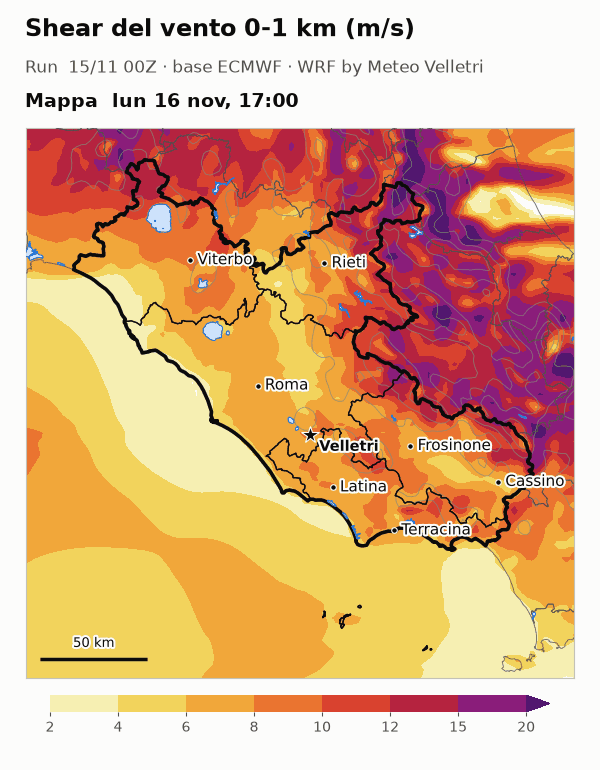 Shear del vento 0-1 km (m/s)
Run  15/11 00Z · base ECMWF · WRF by Meteo Velletri
Mappa  lun 16 nov, 17:00
Viterbo
Rieti
Roma
Velletri
Frosinone
Cassino
Latina
Terracina
50 km
2 4 6 8 10 12 15 20